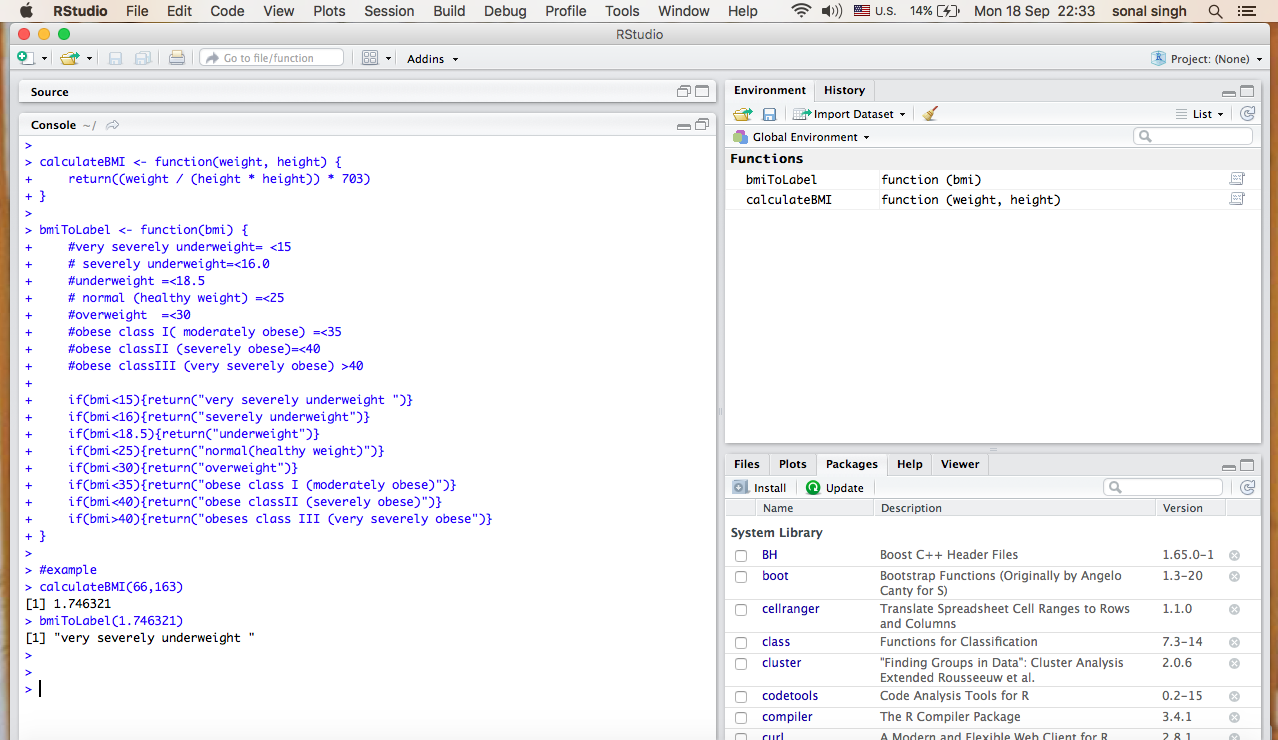 RStudio File Edit Code View Plots Session Build Debug Profile Tools Window Help U.S. 14% Mon 18 Sep 22:33 sonal singh
RStudio
Go to file/function Addins Project: (None)
Source
Console ~/
>
> calculateBMI <- function(weight, height) {
+     return((weight / (height * height)) * 703)
+ }
>
> bmiToLabel <- function(bmi) {
+     #very severely underweight= <15
+     # severely underweight=<16.0
+     #underweight =<18.5
+     # normal (healthy weight) =<25
+     #overweight  =<30
+     #obese class I( moderately obese) =<35
+     #obese classII (severely obese)=<40
+     #obese classIII (very severely obese) >40
+
+     if(bmi<15){return("very severely underweight ")}
+     if(bmi<16){return("severely underweight")}
+     if(bmi<18.5){return("underweight")}
+     if(bmi<25){return("normal(healthy weight)")}
+     if(bmi<30){return("overweight")}
+     if(bmi<35){return("obese class I (moderately obese)")}
+     if(bmi<40){return("obese classII (severely obese)")}
+     if(bmi>40){return("obeses class III (very severely obese")}
+ }
>
> #example
> calculateBMI(66,163)
[1] 1.746321
> bmiToLabel(1.746321)
[1] "very severely underweight "
>
>
>
Environment History
Import Dataset List
Global Environment
Functions
bmiToLabel function (bmi)
calculateBMI function (weight, height)
Files Plots Packages Help Viewer
Install Update
Name Description Version
System Library
BH Boost C++ Header Files 1.65.0-1
boot Bootstrap Functions (Originally by Angelo 1.3-20
Canty for S)
cellranger Translate Spreadsheet Cell Ranges to Rows 1.1.0
and Columns
class Functions for Classification 7.3-14
cluster "Finding Groups in Data": Cluster Analysis 2.0.6
Extended Rousseeuw et al.
codetools Code Analysis Tools for R 0.2-15
compiler The R Compiler Package 3.4.1
curl A Modern and Flexible Web Client for R 2.8.1